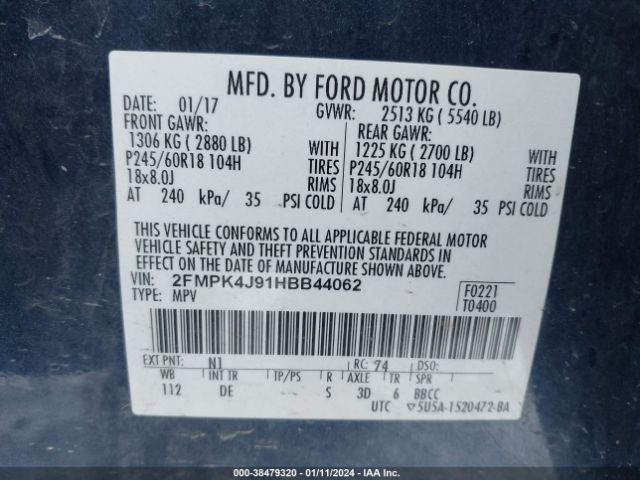 MFD. BY FORD MOTOR CO.
DATE: 01/17 GVWR: 2513 KG ( 5540 LB)
FRONT GAWR: REAR GAWR:
1306 KG ( 2880 LB) WITH 1225 KG ( 2700 LB) WITH
P245/60R18 104H TIRES P245/60R18 104H TIRES
18x8.0J RIMS 18x8.0J RIMS
AT 240 kPa/ 35 PSI COLD AT 240 kPa/ 35 PSI COLD
THIS VEHICLE CONFORMS TO ALL APPLICABLE FEDERAL MOTOR
VEHICLE SAFETY AND THEFT PREVENTION STANDARDS IN
EFFECT ON THE DATE OF MANUFACTURE SHOWN ABOVE.
VIN: 2FMPK4J91HBB44062 F0221
TYPE: MPV T0400
EXT PNT: N1 RC: 74 DSO:
WB INT TR TP/PS R AXLE TR SPR
112 DE S 3D 6 BBCC
UTC ▽5U5A-1520472-BA
000-38479320 - 01/11/2024 - IAA Inc.